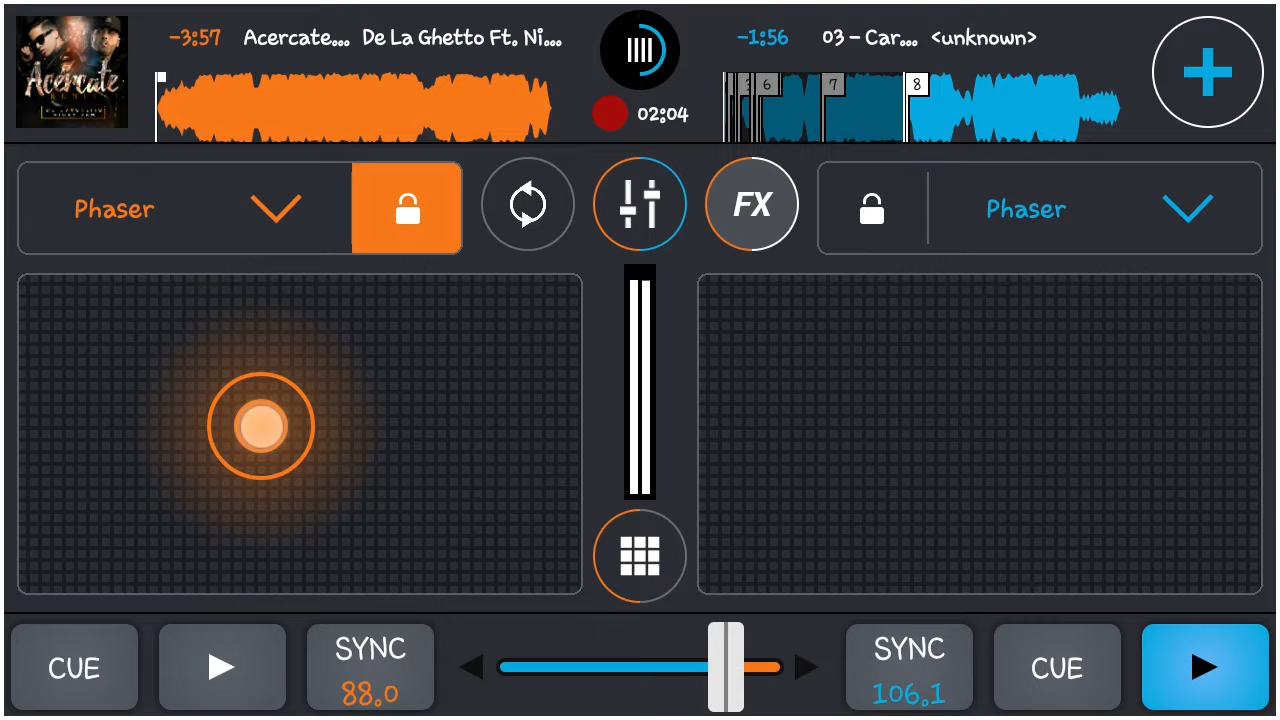 -3:57 Acercate... De La Ghetto Ft. Ni...
-1:56 03 - Car... <unknown>
Acercate
02:04
6
7
8
Phaser
FX
Phaser
CUE
SYNC
88.0
SYNC
106.1
CUE